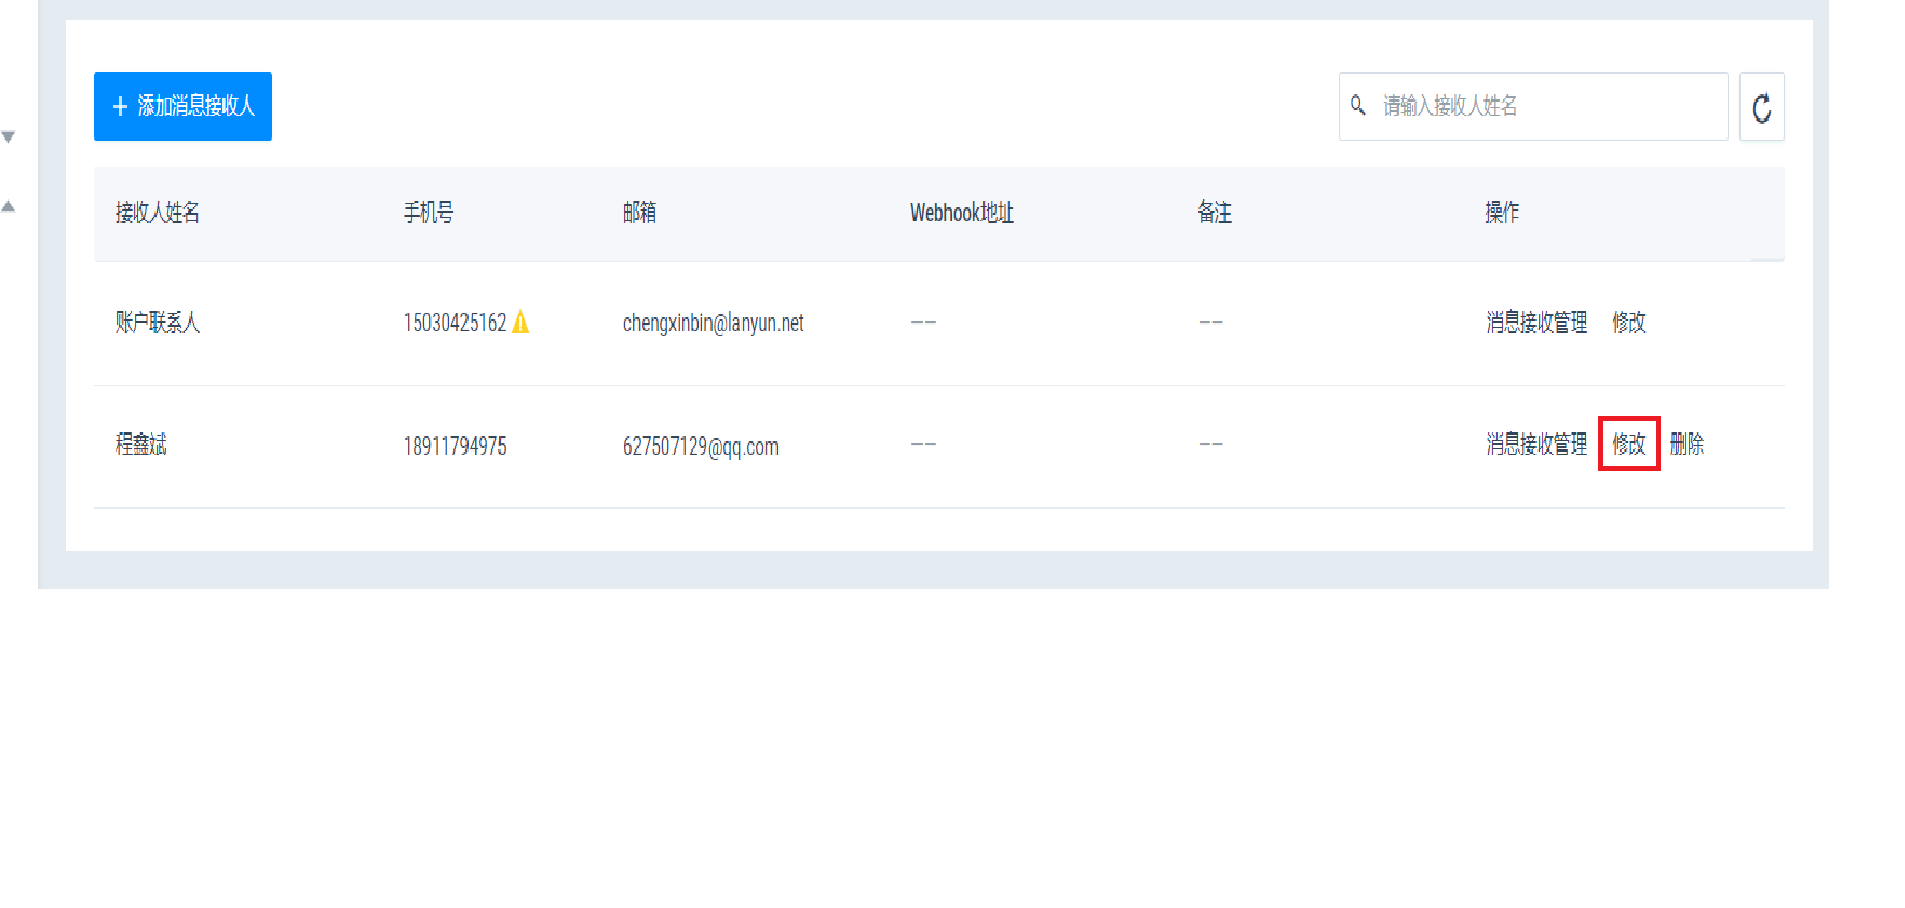 + 添加消息接收人
请输入接收人姓名
接收人姓名 手机号 邮箱 Webhook地址 备注 操作
账户联系人 15030425162 chengxinbin@lanyun.net −− −− 消息接收管理 修改
程鑫斌 18911794975 627507129@qq.com −− −− 消息接收管理 修改 删除